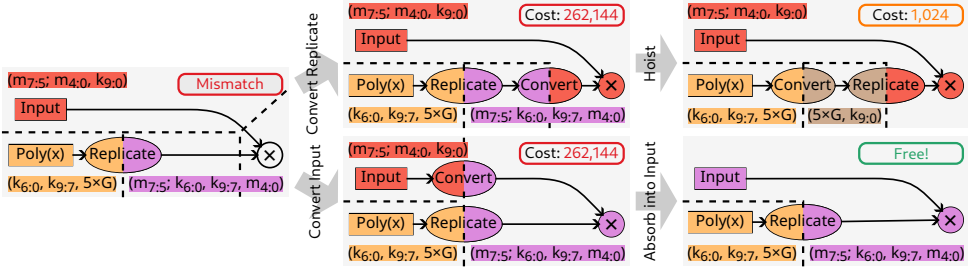 (m7:5; m4:0, k9:0)
Mismatch
Input
Poly(x)
Replicate
×
(k6:0, k9:7, 5×G)
(m7:5; k6:0, k9:7, m4:0)
Convert Replicate
(m7:5; m4:0, k9:0)
Cost: 262,144
Input
Poly(x)
Replicate
Convert
×
(k6:0, k9:7, 5×G)
(m7:5; k6:0, k9:7, m4:0)
Hoist
(m7:5; m4:0, k9:0)
Cost: 1,024
Input
Poly(x)
Convert
Replicate
×
(k6:0, k9:7, 5×G)
(5×G, k9:0)
Convert Input
(m7:5; m4:0, k9:0)
Cost: 262,144
Input
Convert
Poly(x)
Replicate
×
(k6:0, k9:7, 5×G)
(m7:5; k6:0, k9:7, m4:0)
Absorb into Input
Free!
Input
Poly(x)
Replicate
×
(k6:0, k9:7, 5×G)
(m7:5; k6:0, k9:7, m4:0)